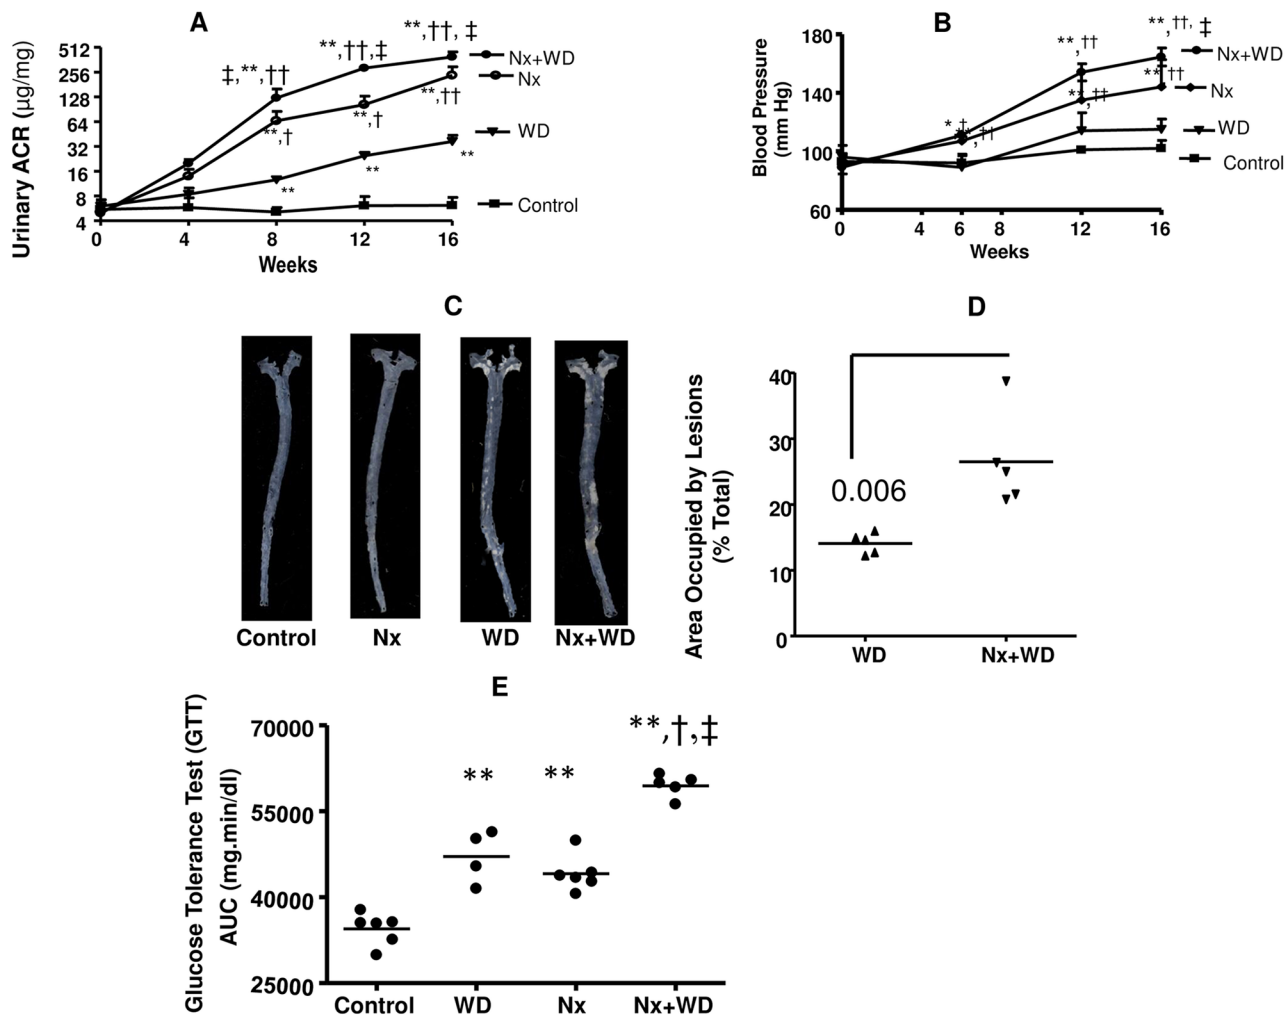 A
Urinary ACR (µg/mg)
512
256
128
64
32
16
8
4
0
4
8
12
16
Weeks
‡,**,††
**,††,‡
**,††, ‡
**,†
**,†
**,††
**
**
**
Nx+WD
Nx
WD
Control
B
Blood Pressure
(mm Hg)
180
140
100
60
0
4
6
8
12
16
Weeks
**,††
**,††, ‡
**,††
**,††
Nx+WD
Nx
WD
Control
C
Control
Nx
WD
Nx+WD
D
Area Occupied by Lesions
(% Total)
40
30
20
10
0
0.006
WD
Nx+WD
E
Glucose Tolerance Test (GTT)
AUC (mg.min/dl)
70000
55000
40000
25000
**
**
**,†,‡
Control
WD
Nx
Nx+WD